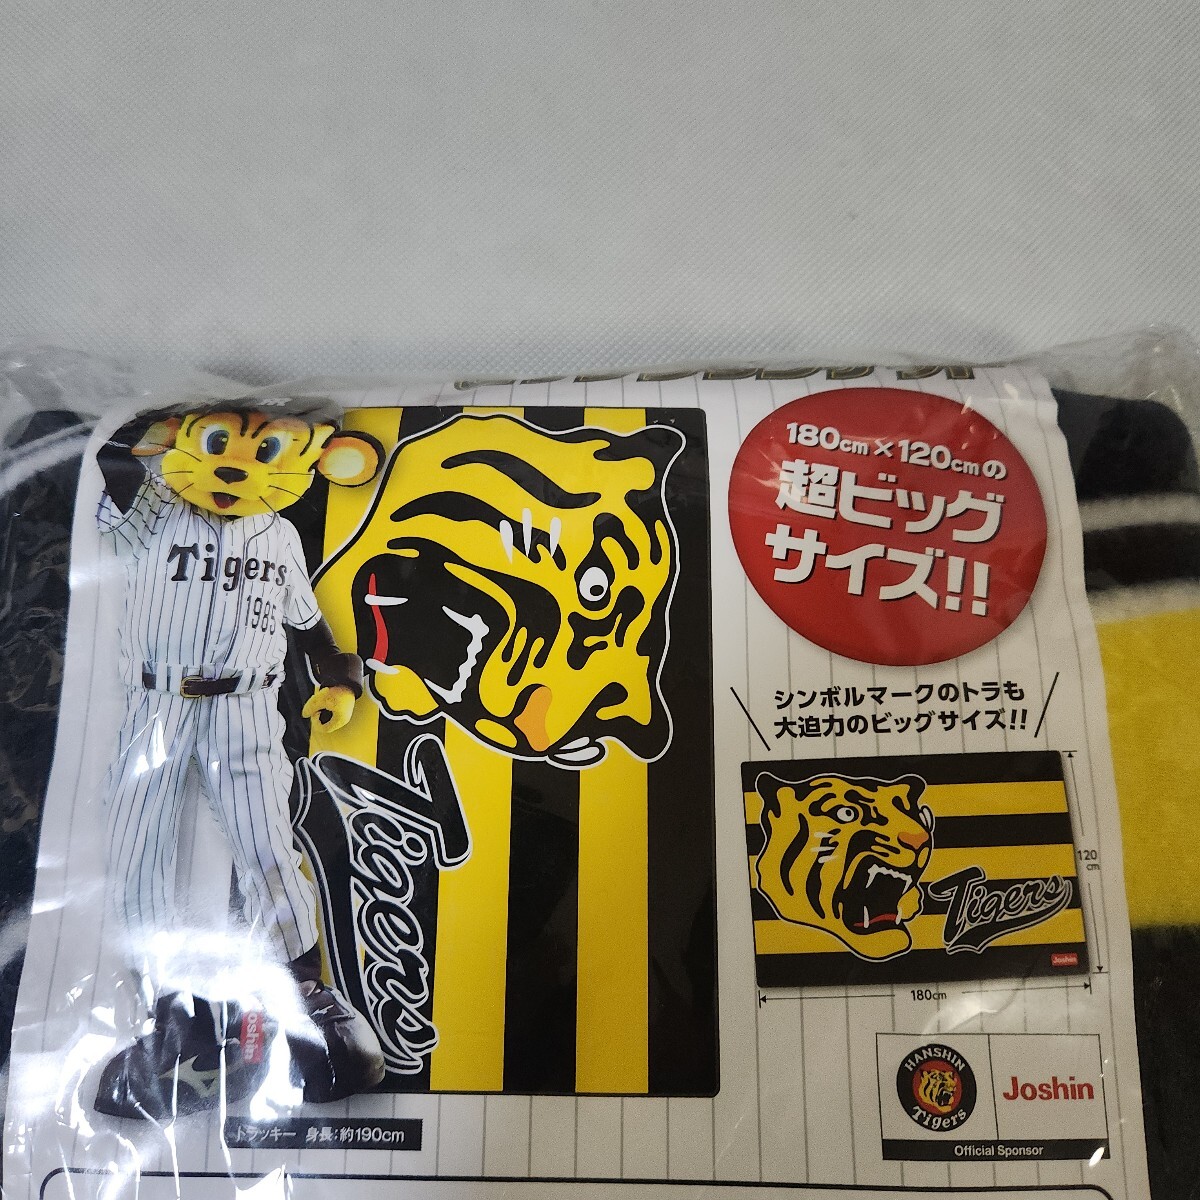 180cm×120cmの
超ビッグ
サイズ!!
シンボルマークのトラも
大迫力のビッグサイズ!!
Tigers
1985
Tigers
Joshin
トラッキー 身長:約190cm
Tigers
Joshin
120
cm
180cm
HANSHIN
Tigers
Joshin
Official Sponsor